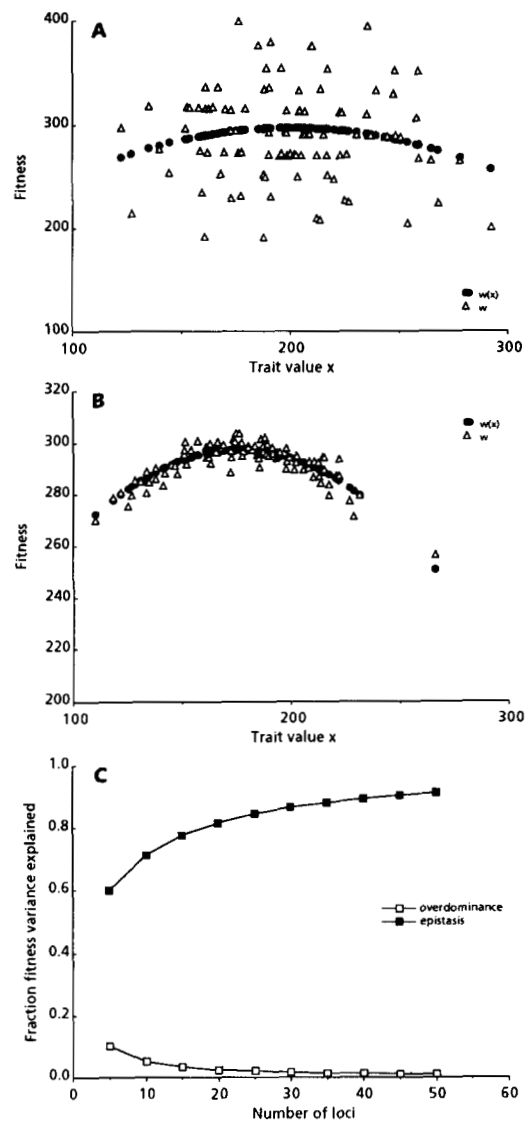 A
400
300
200
100
Fitness
w(x)
w
100
200
300
Trait value x
B
320
300
280
260
240
220
200
Fitness
w(x)
w
100
200
300
Trait value x
C
1.0
0.8
0.6
0.4
0.2
0.0
Fraction fitness variance explained
overdominance
epistasis
0
10
20
30
40
50
60
Number of loci